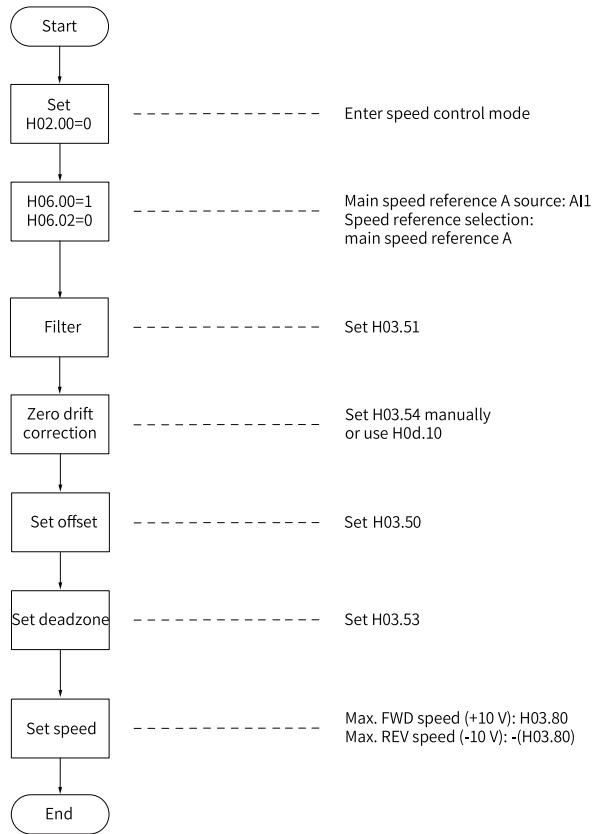 Start
Set
H02.00=0
Enter speed control mode
H06.00=1
H06.02=0
Main speed reference A source: AI1
Speed reference selection:
main speed reference A
Filter
Set H03.51
Zero drift
correction
Set H03.54 manually
or use H0d.10
Set offset
Set H03.50
Set deadzone
Set H03.53
Set speed
Max. FWD speed (+10 V): H03.80
Max. REV speed (-10 V): -(H03.80)
End